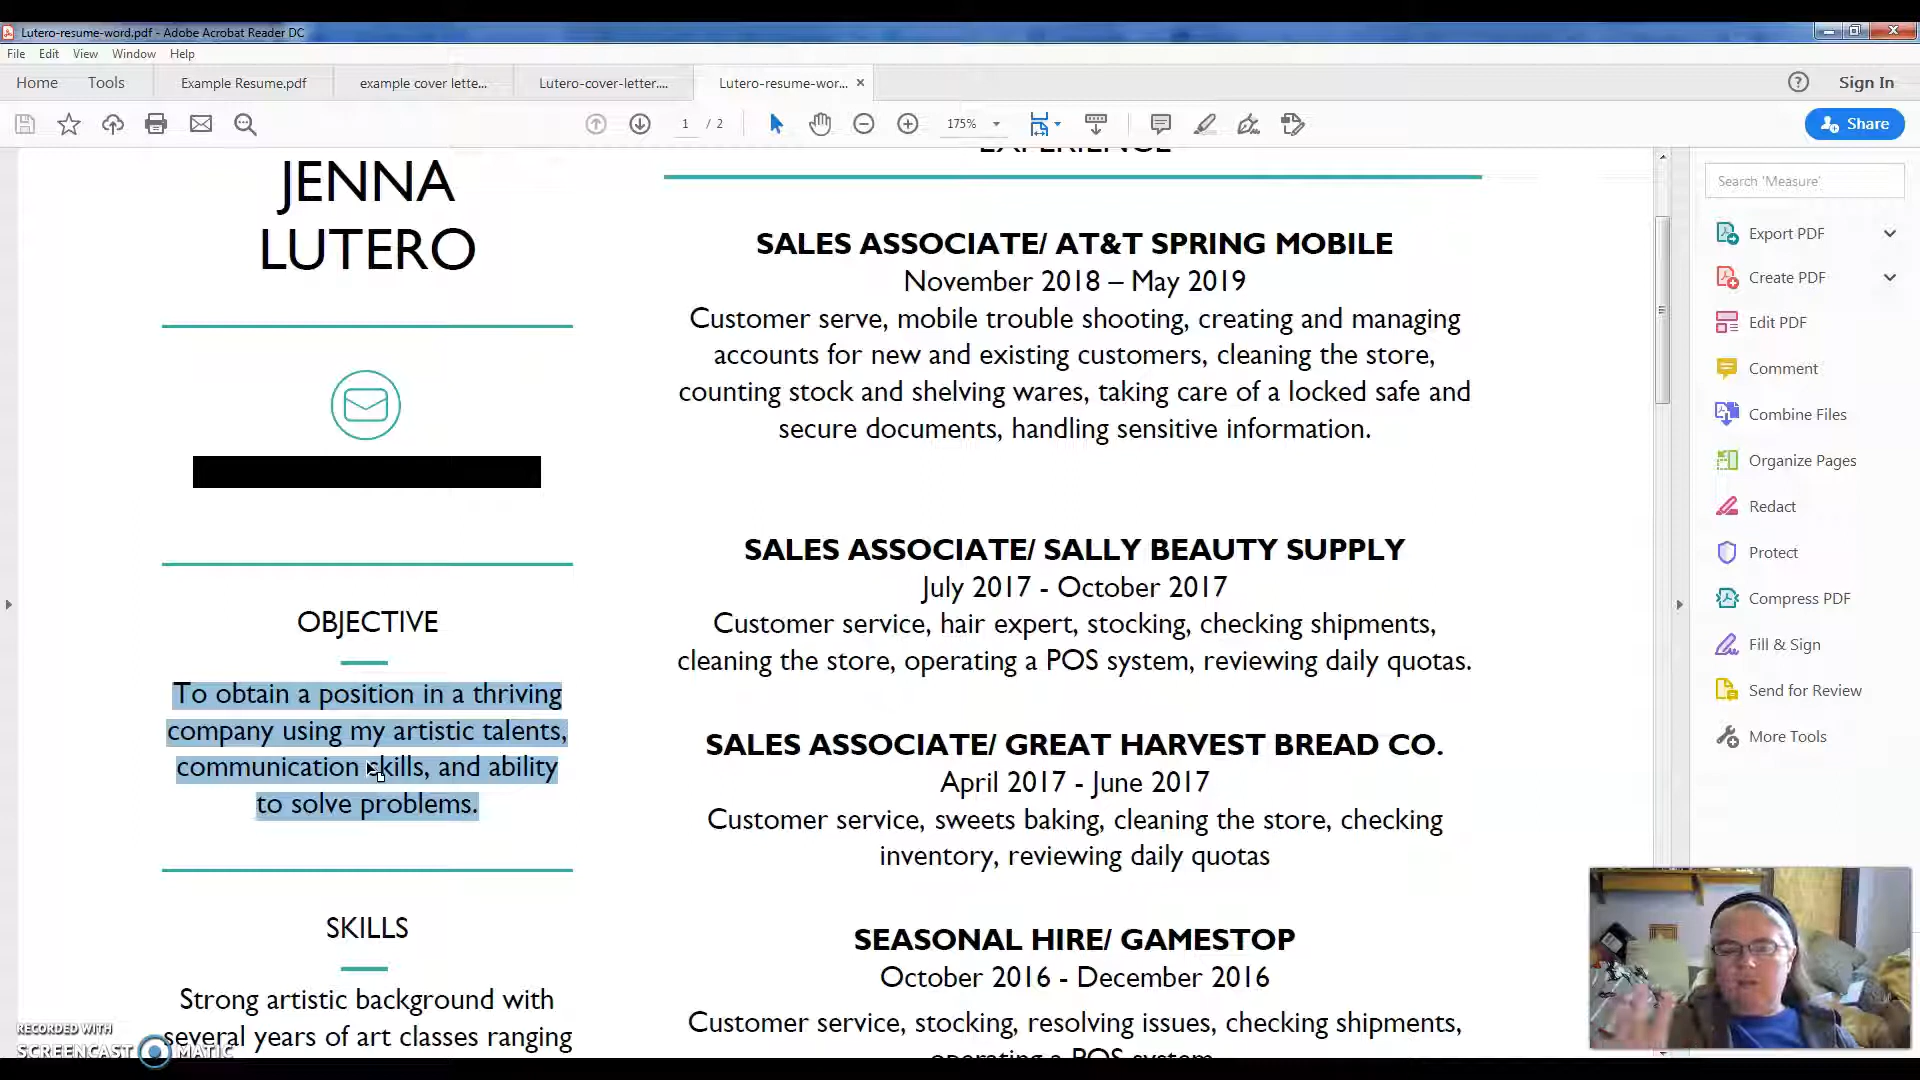 Lutero-resume-word.pdf - Adobe Acrobat Reader DC
File Edit View Window Help
Home Tools Example Resume.pdf example cover lette... Lutero-cover-letter.... Lutero-resume-wor... ×
Sign In
1 / 2 175% Share
JENNA
LUTERO
OBJECTIVE
To obtain a position in a thriving
company using my artistic talents,
communication skills, and ability
to solve problems.
SKILLS
Strong artistic background with
several years of art classes ranging
EXPERIENCE
SALES ASSOCIATE/ AT&T SPRING MOBILE
November 2018 – May 2019
Customer serve, mobile trouble shooting, creating and managing
accounts for new and existing customers, cleaning the store,
counting stock and shelving wares, taking care of a locked safe and
secure documents, handling sensitive information.
SALES ASSOCIATE/ SALLY BEAUTY SUPPLY
July 2017 - October 2017
Customer service, hair expert, stocking, checking shipments,
cleaning the store, operating a POS system, reviewing daily quotas.
SALES ASSOCIATE/ GREAT HARVEST BREAD CO.
April 2017 - June 2017
Customer service, sweets baking, cleaning the store, checking
inventory, reviewing daily quotas
SEASONAL HIRE/ GAMESTOP
October 2016 - December 2016
Customer service, stocking, resolving issues, checking shipments,
operating a POS system
Search 'Measure'
Export PDF
Create PDF
Edit PDF
Comment
Combine Files
Organize Pages
Redact
Protect
Compress PDF
Fill & Sign
Send for Review
More Tools
RECORDED WITH
SCREENCAST MATIC